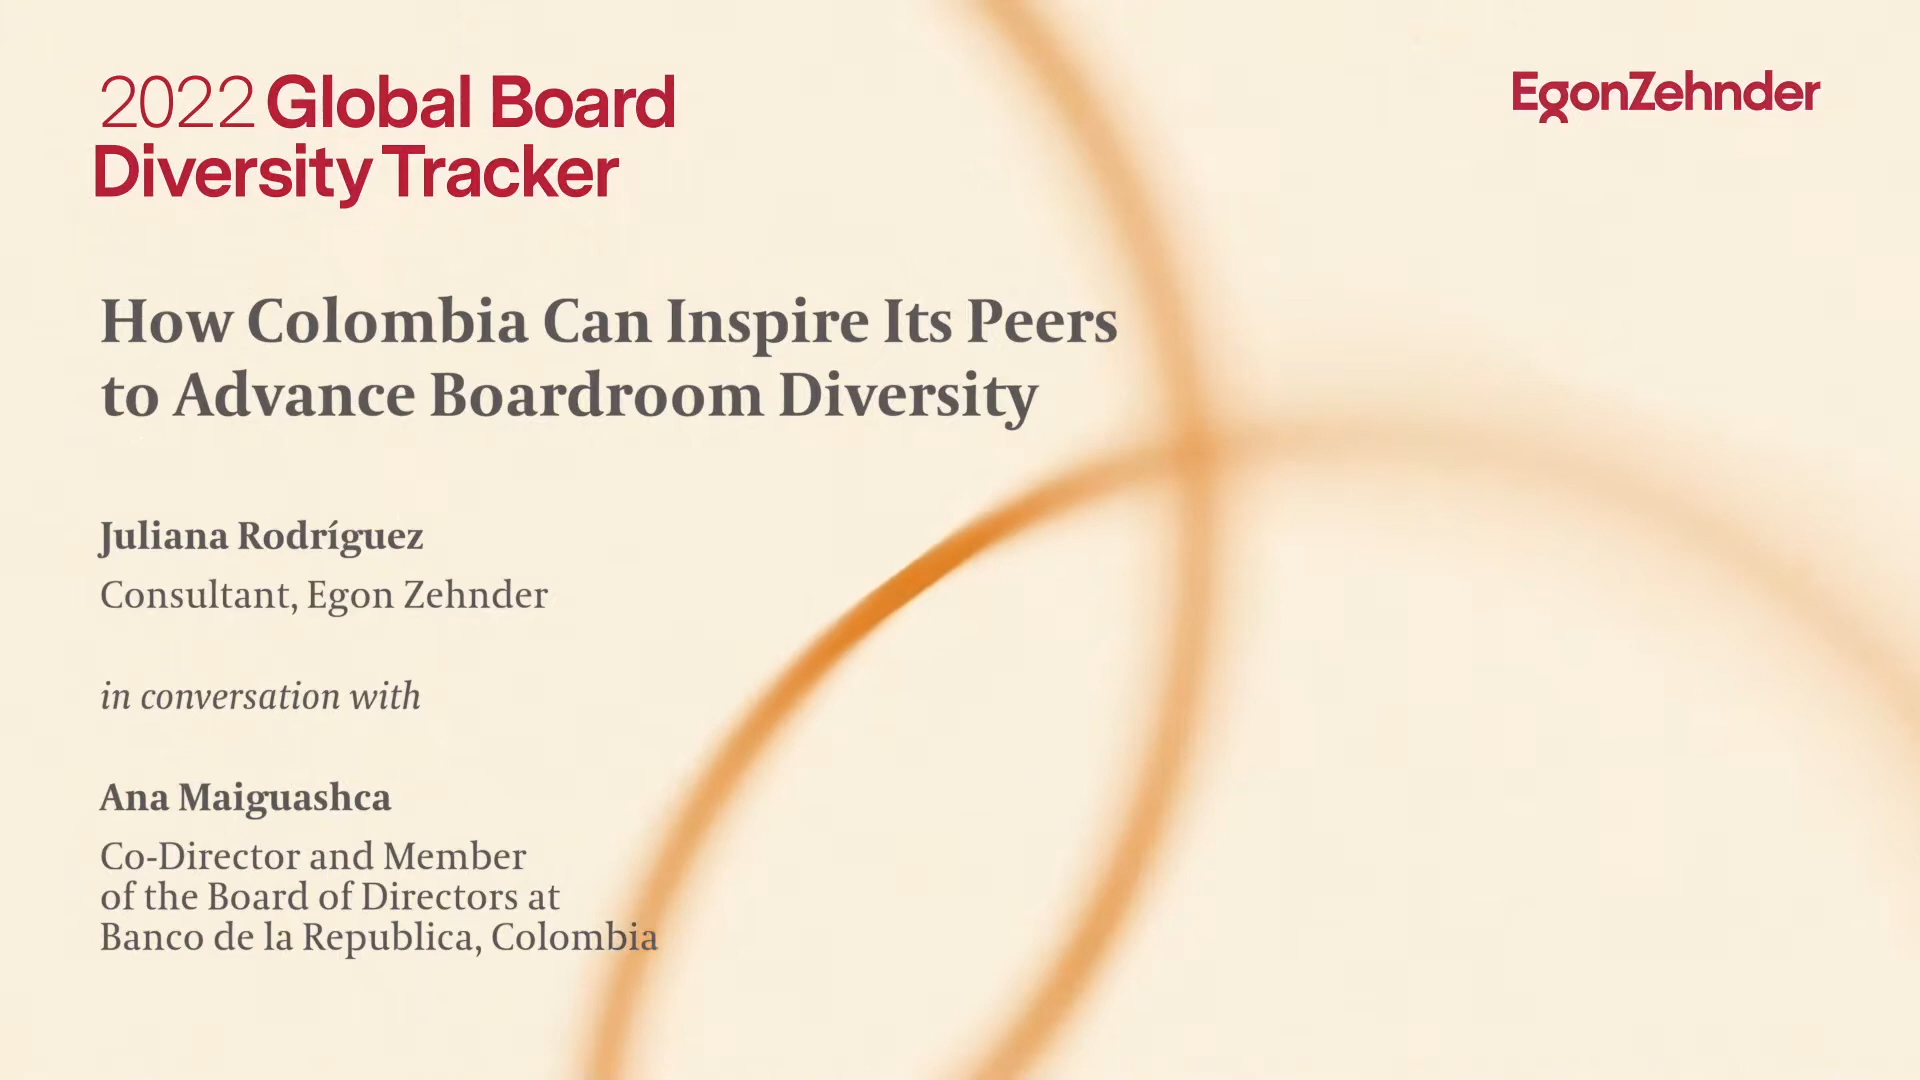 2022 Global Board
Diversity Tracker
EgonZehnder
How Colombia Can Inspire Its Peers
to Advance Boardroom Diversity
Juliana Rodríguez
Consultant, Egon Zehnder
in conversation with
Ana Maiguashca
Co-Director and Member
of the Board of Directors at
Banco de la Republica, Colombia